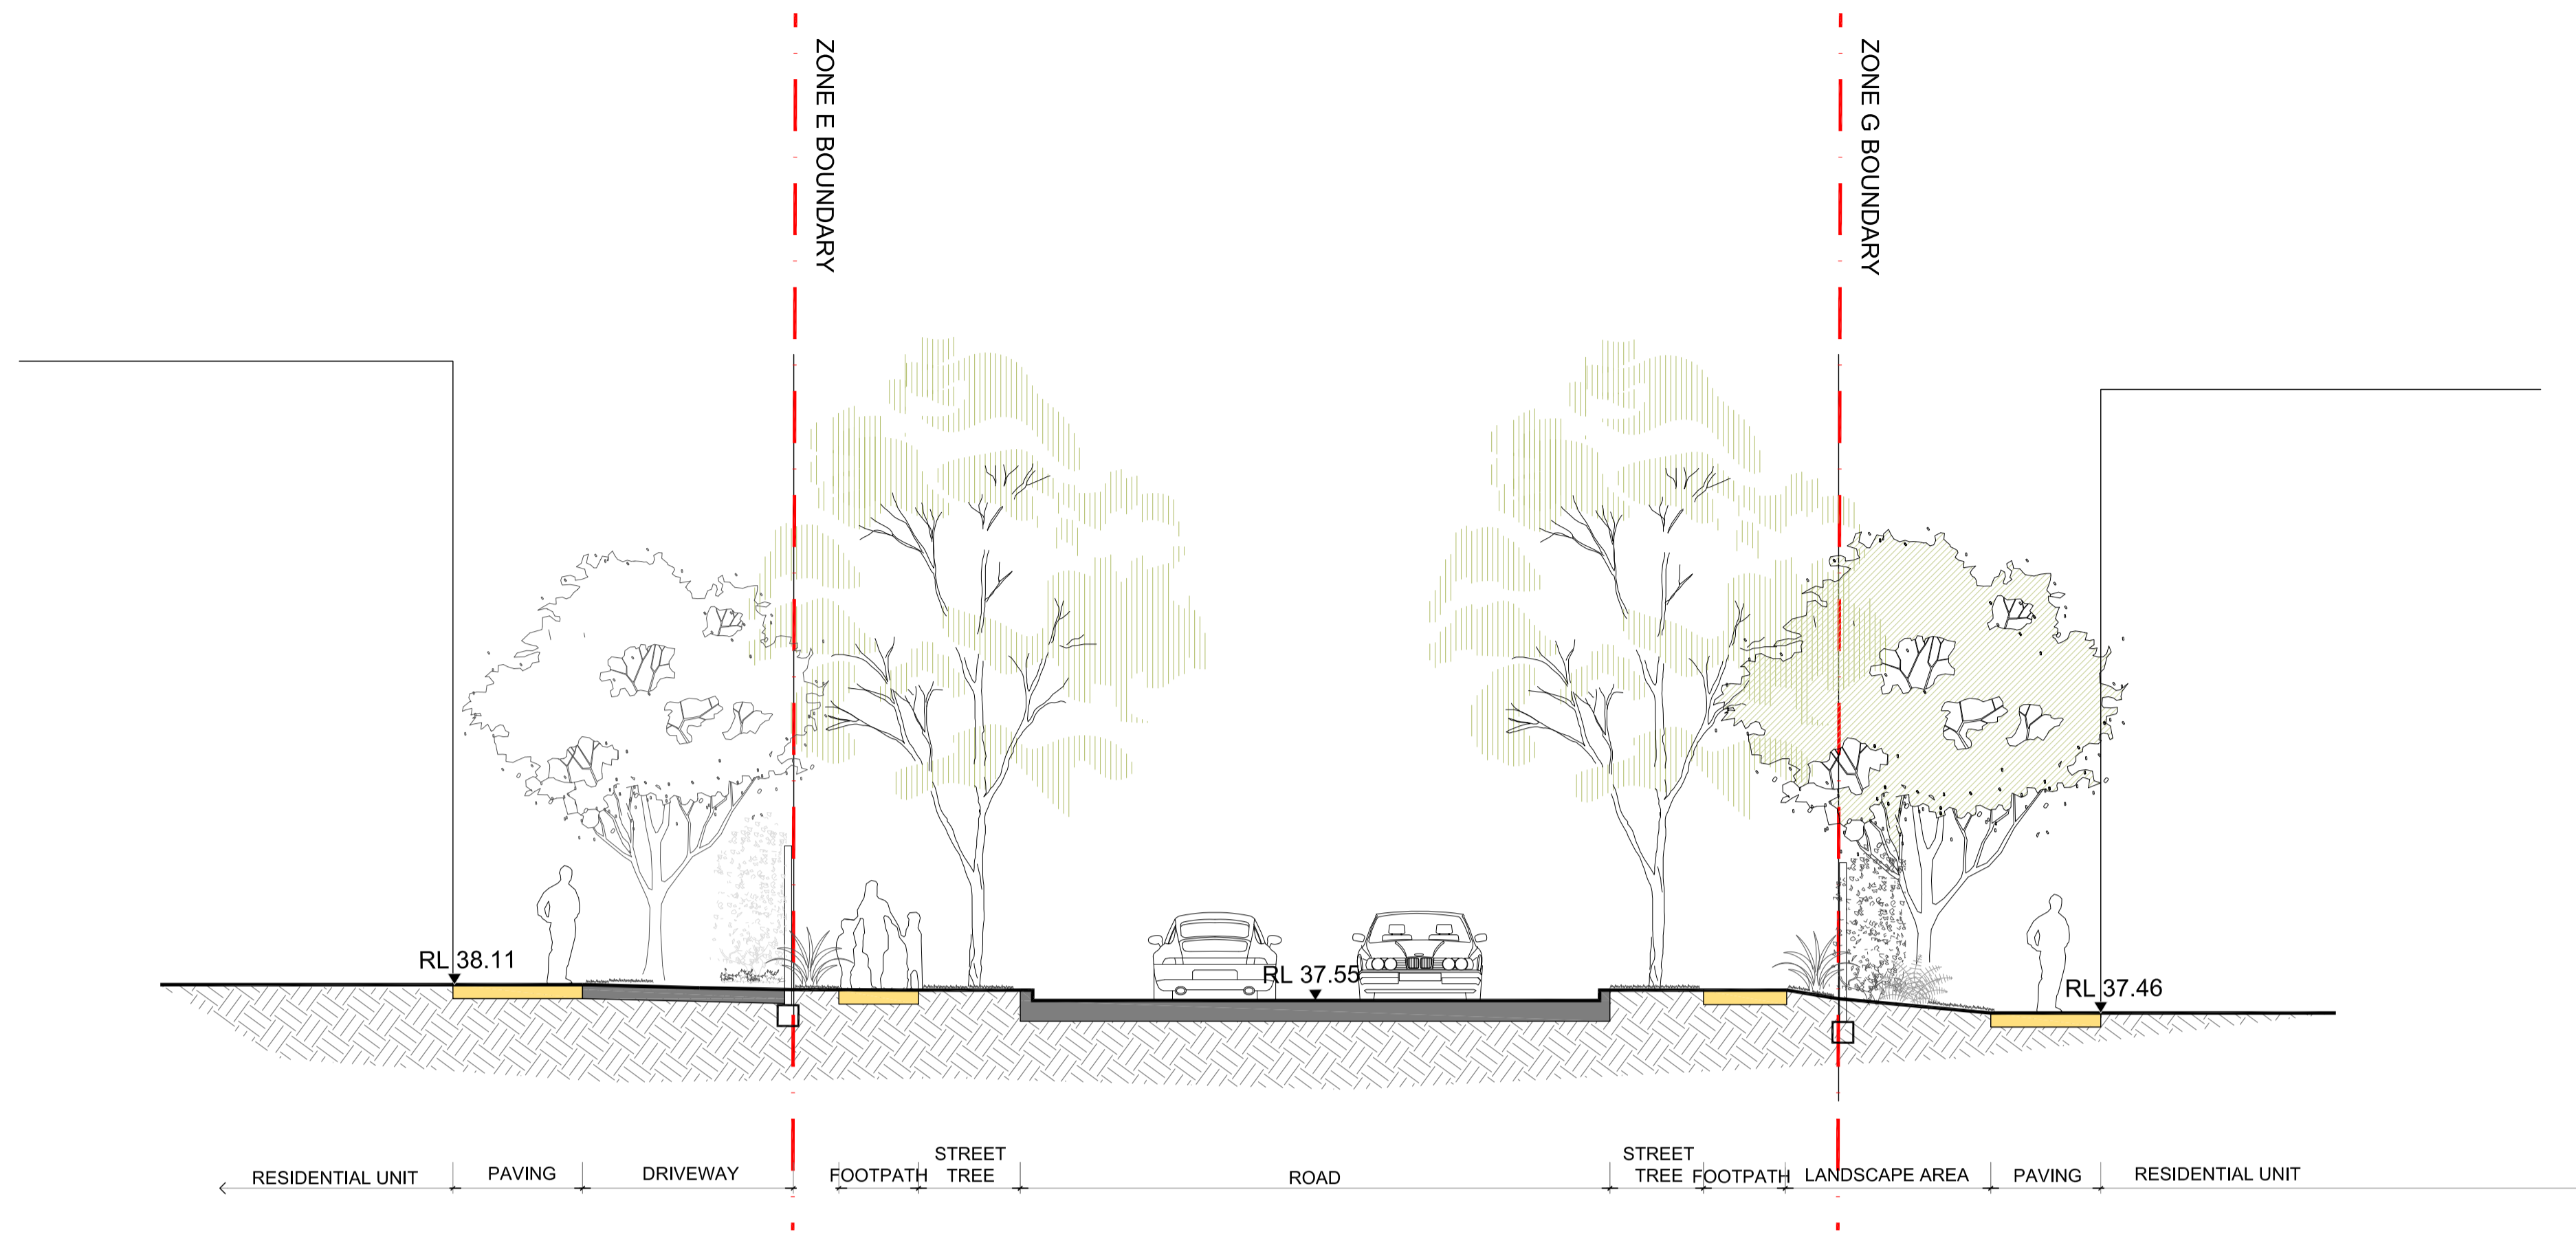 ZONE E BOUNDARY
ZONE G BOUNDARY
RL 38.11
RL 37.55
RL 37.46
RESIDENTIAL UNIT
PAVING
DRIVEWAY
FOOTPATH
STREET
TREE
ROAD
STREET
TREE
FOOTPATH
LANDSCAPE AREA
PAVING
RESIDENTIAL UNIT